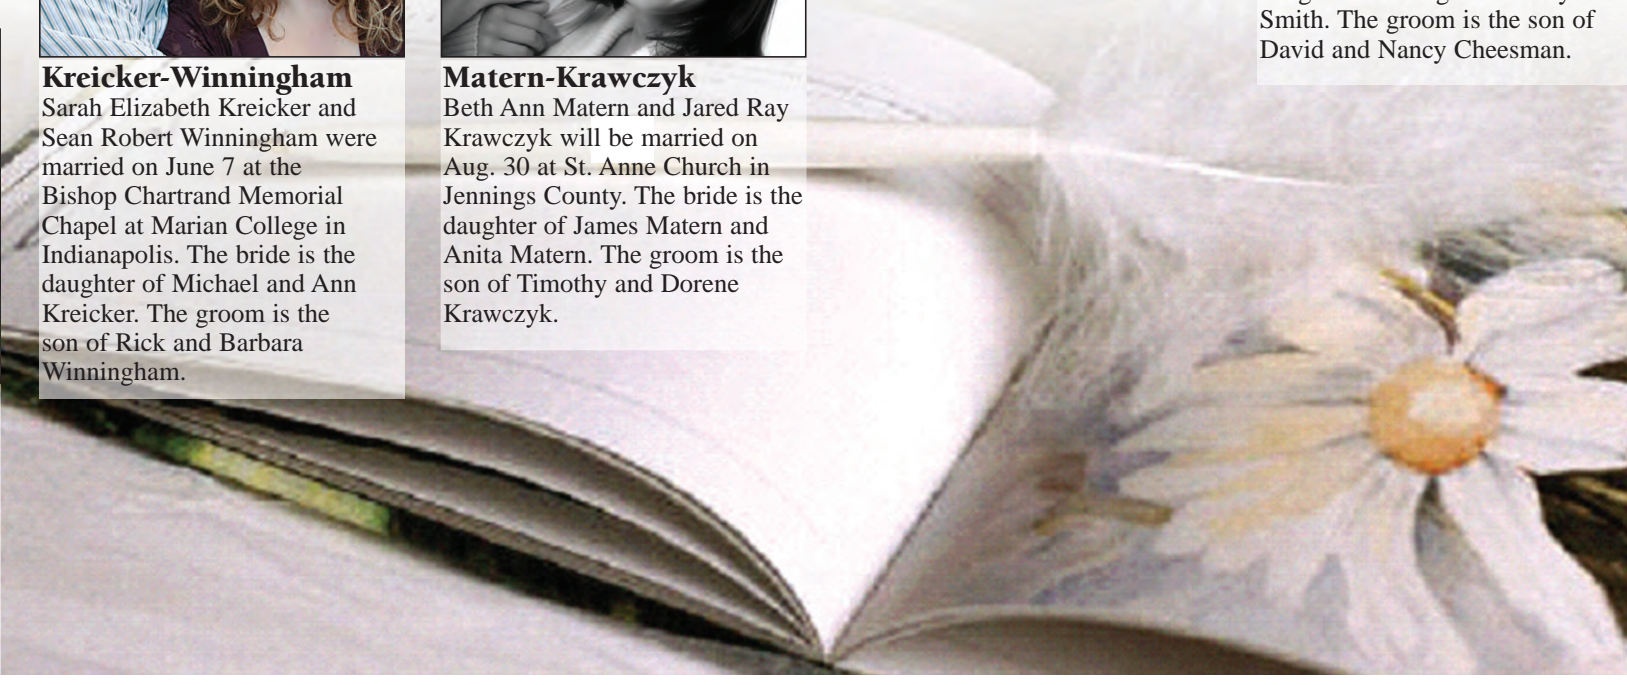 Kreicker-Winningham
Sarah Elizabeth Kreicker and
Sean Robert Winningham were
married on June 7 at the
Bishop Chartrand Memorial
Chapel at Marian College in
Indianapolis. The bride is the
daughter of Michael and Ann
Kreicker. The groom is the
son of Rick and Barbara
Winningham.
Matern-Krawczyk
Beth Ann Matern and Jared Ray
Krawczyk will be married on
Aug. 30 at St. Anne Church in
Jennings County. The bride is the
daughter of James Matern and
Anita Matern. The groom is the
son of Timothy and Dorene
Krawczyk.
Smith. The groom is the son of
David and Nancy Cheesman.